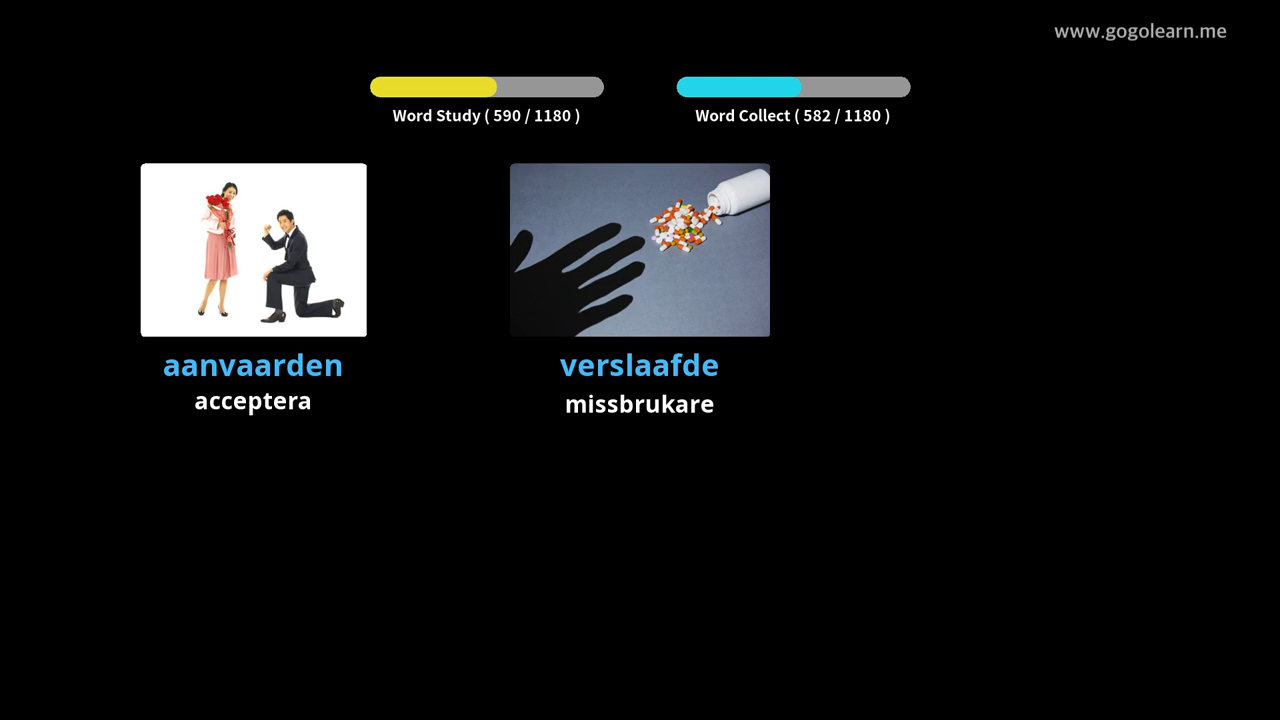 www.gogolearn.me
Word Study ( 590 / 1180 )
Word Collect ( 582 / 1180 )
aanvaarden
acceptera
verslaafde
missbrukare